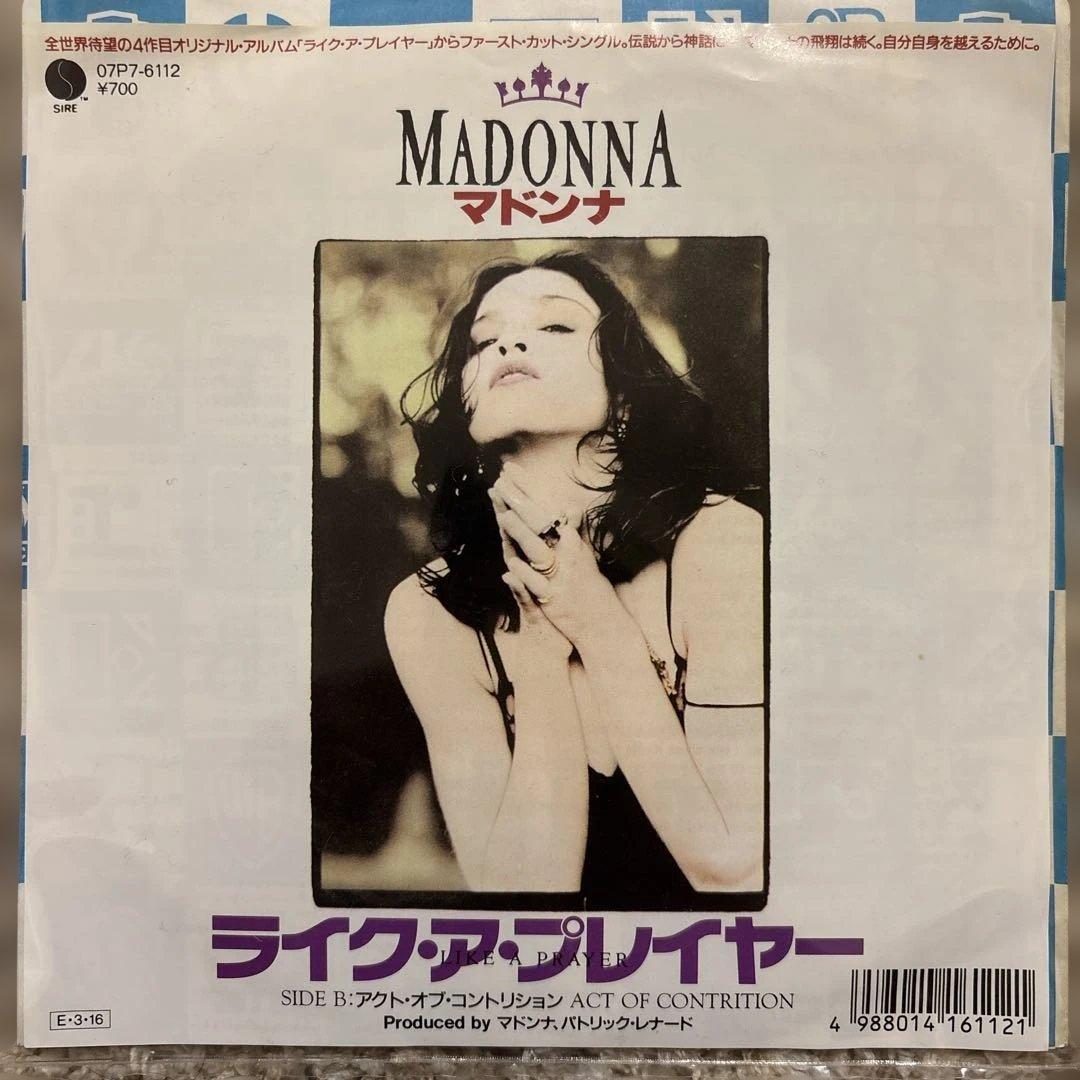 全世界待望の4作目オリジナル・アルバム「ライク・ア・プレイヤー」からファースト・カット・シングル。伝説から神話に の飛翔は続く。自分自身を越えるために。
07P7-6112
¥700
SIRE™
MADONNA
マドンナ
ライク・ア・プレイヤー
LIKE A PRAYER
SIDE B:アクト・オブ・コントリション ACT OF CONTRITION
Produced by マドンナ、パトリック・レナード
E・3・16
4 988014 161121